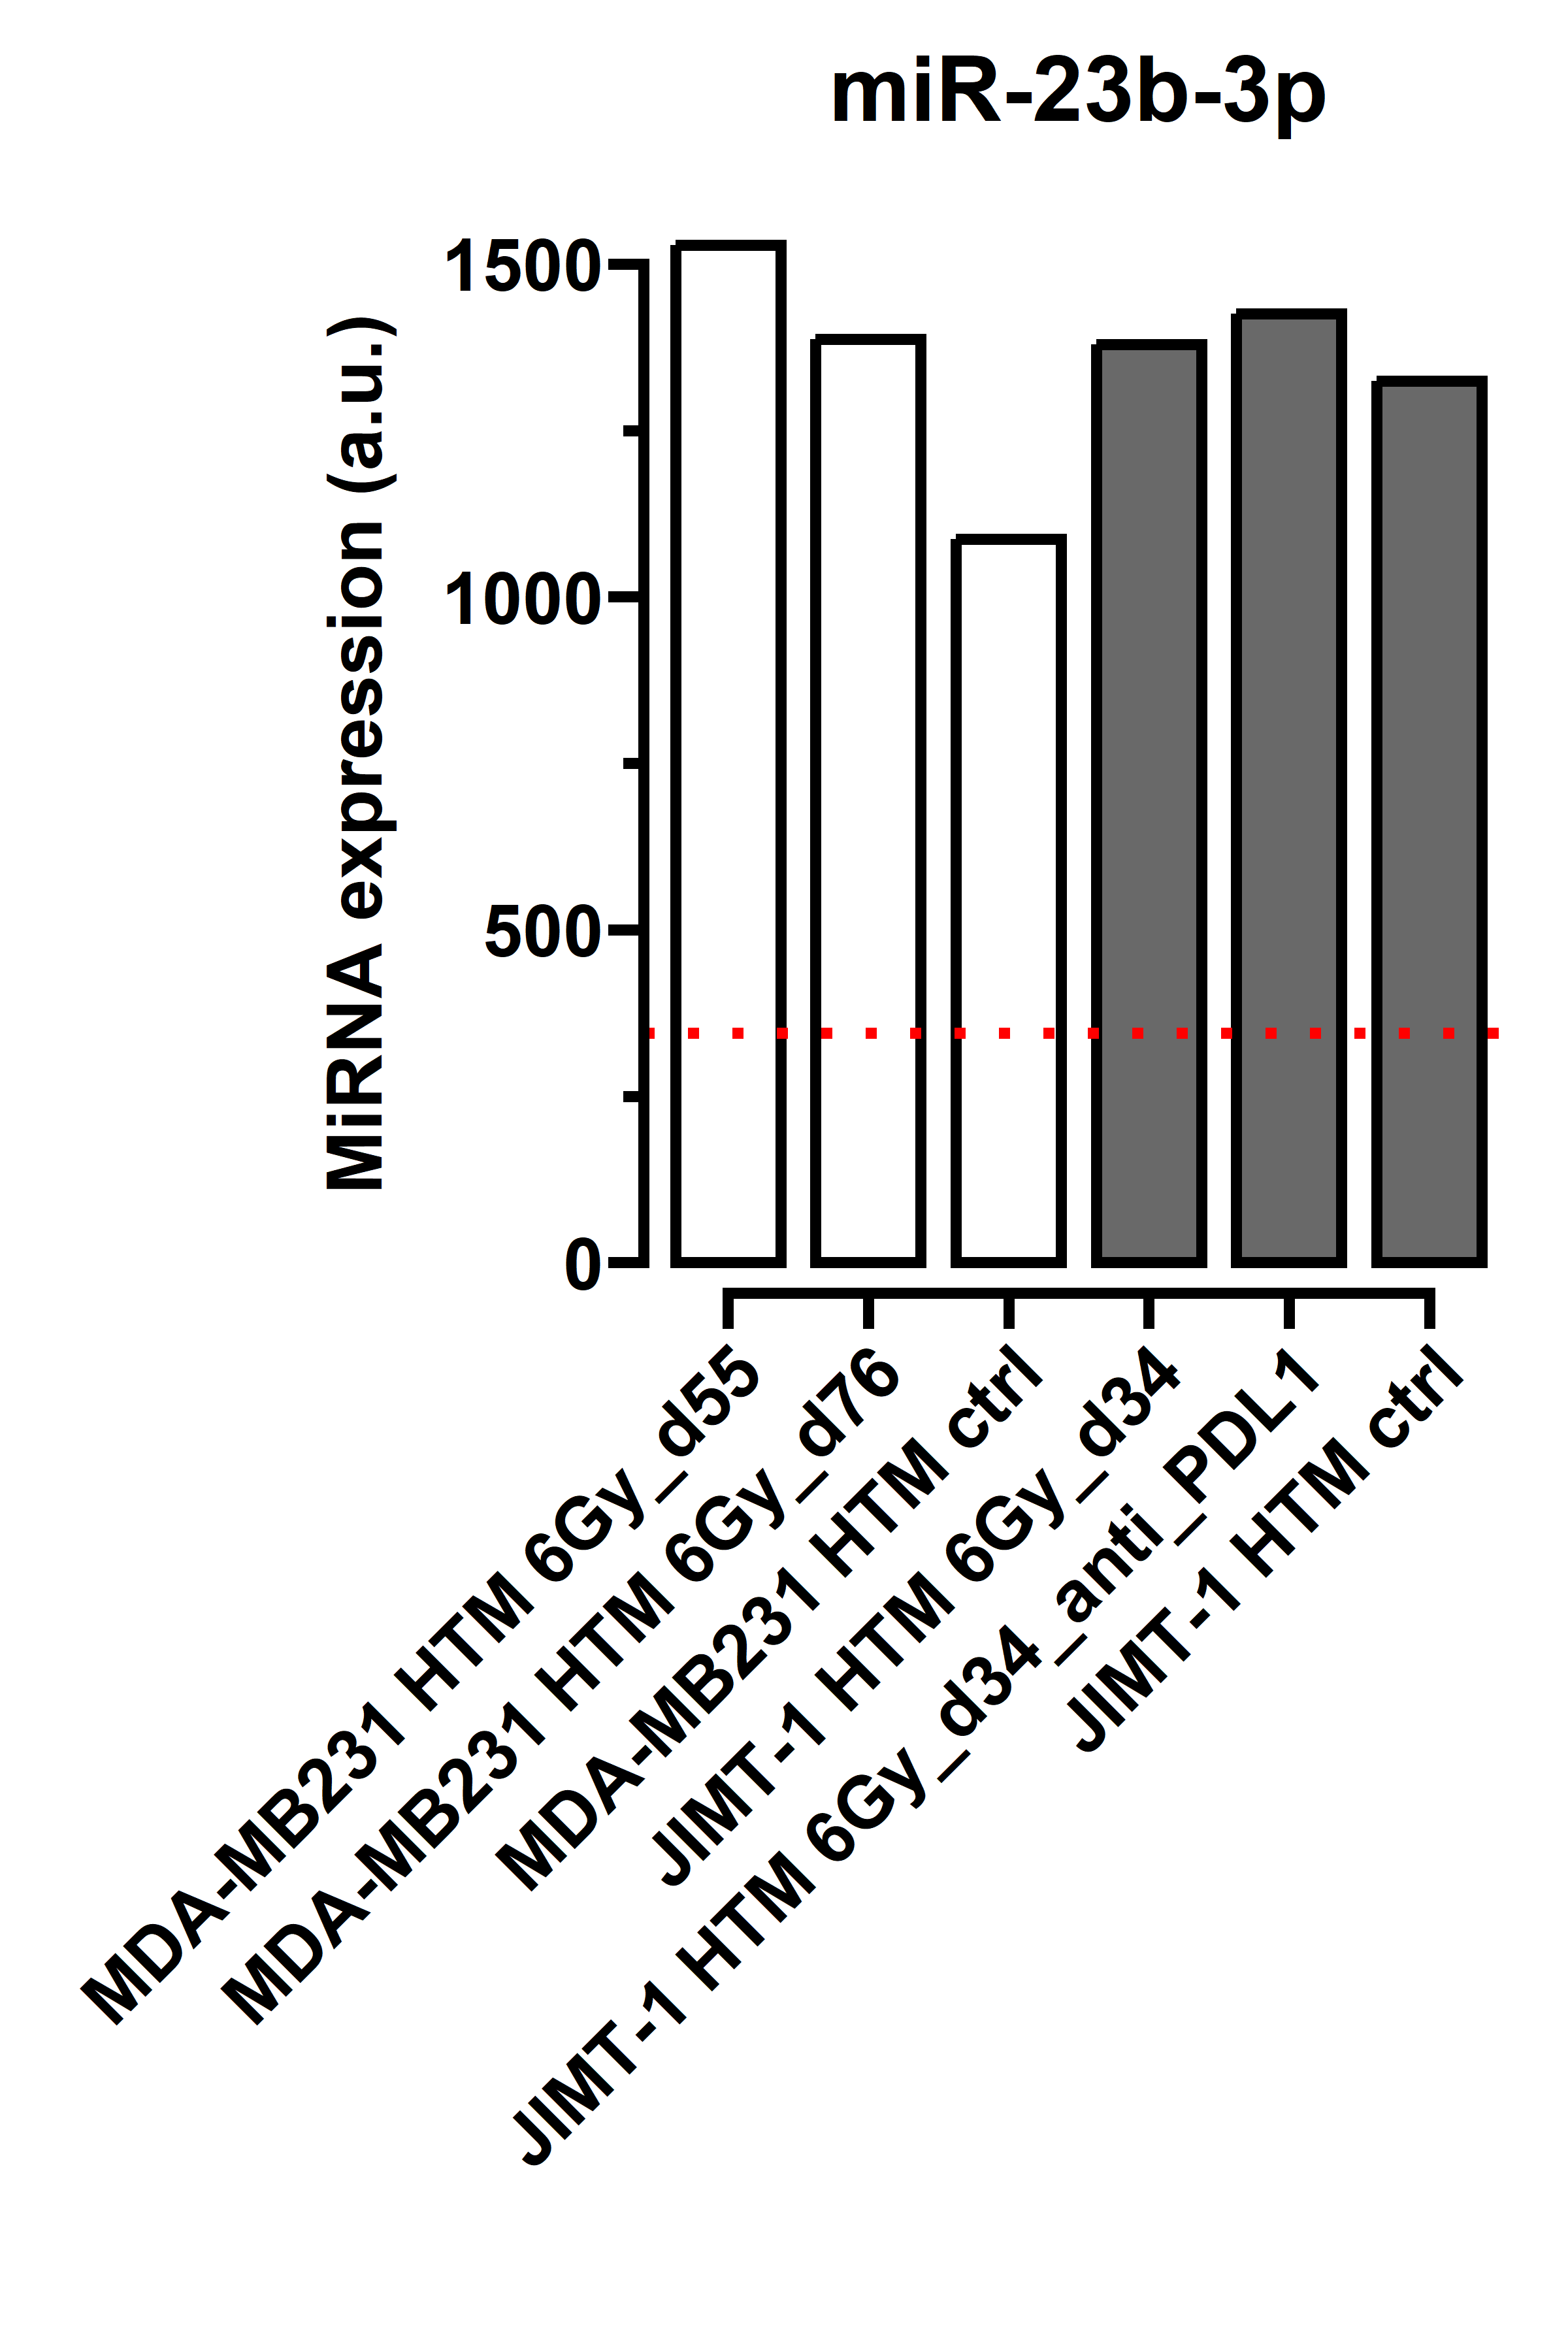 miR-23b-3p
MiRNA expression (a.u.)
1500
1000
500
0
MDA-MB231 HTM 6Gy_d55
MDA-MB231 HTM 6Gy_d76
MDA-MB231 HTM ctrl
JIMT-1 HTM 6Gy_d34
JIMT-1 HTM 6Gy_d34_anti_PDL1
JIMT-1 HTM ctrl